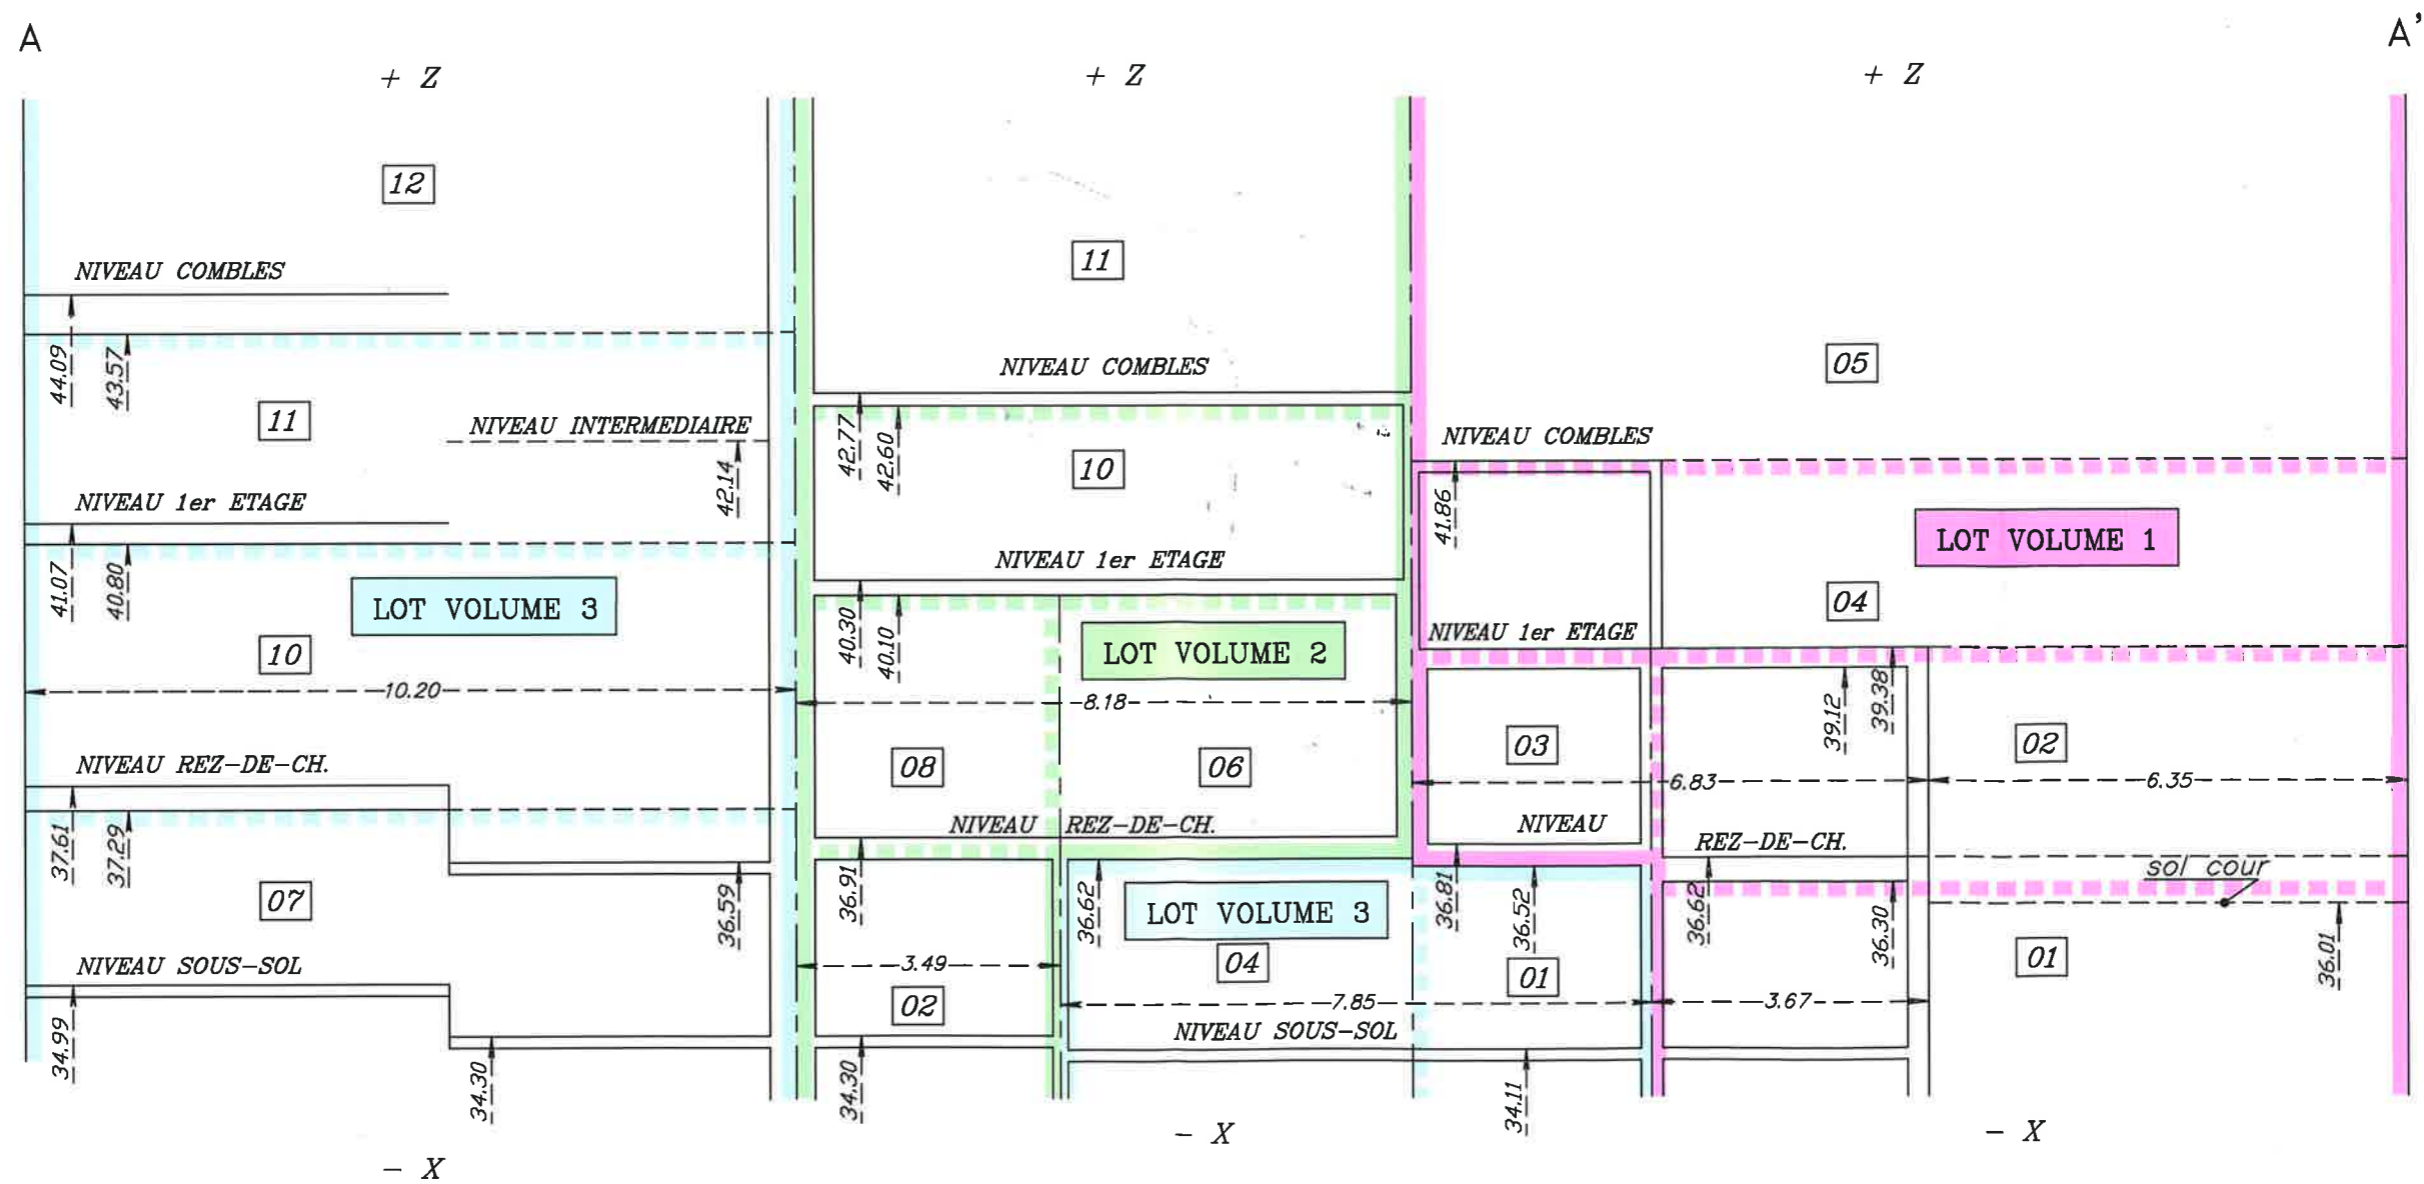 A
A'
+ Z
+ Z
+ Z
12
11
NIVEAU COMBLES
44.09
43.57
11
NIVEAU INTERMEDIAIRE
42.14
NIVEAU COMBLES
42.77
42.60
10
05
NIVEAU COMBLES
41.86
LOT VOLUME 1
NIVEAU 1er ETAGE
41.07
40.80
LOT VOLUME 3
10
10.20
NIVEAU 1er ETAGE
40.30
40.10
LOT VOLUME 2
8.18
08
06
04
NIVEAU 1er ETAGE
39.12
39.38
03
02
6.83
6.35
NIVEAU REZ-DE-CH.
37.61
37.29
07
36.59
NIVEAU REZ-DE-CH.
36.91
36.62
NIVEAU
REZ-DE-CH.
36.81
36.52
36.62
36.30
sol cour
36.01
LOT VOLUME 3
04
01
01
3.49
02
7.85
3.67
NIVEAU SOUS-SOL
34.99
34.30
34.30
NIVEAU SOUS-SOL
34.11
- X
- X
- X